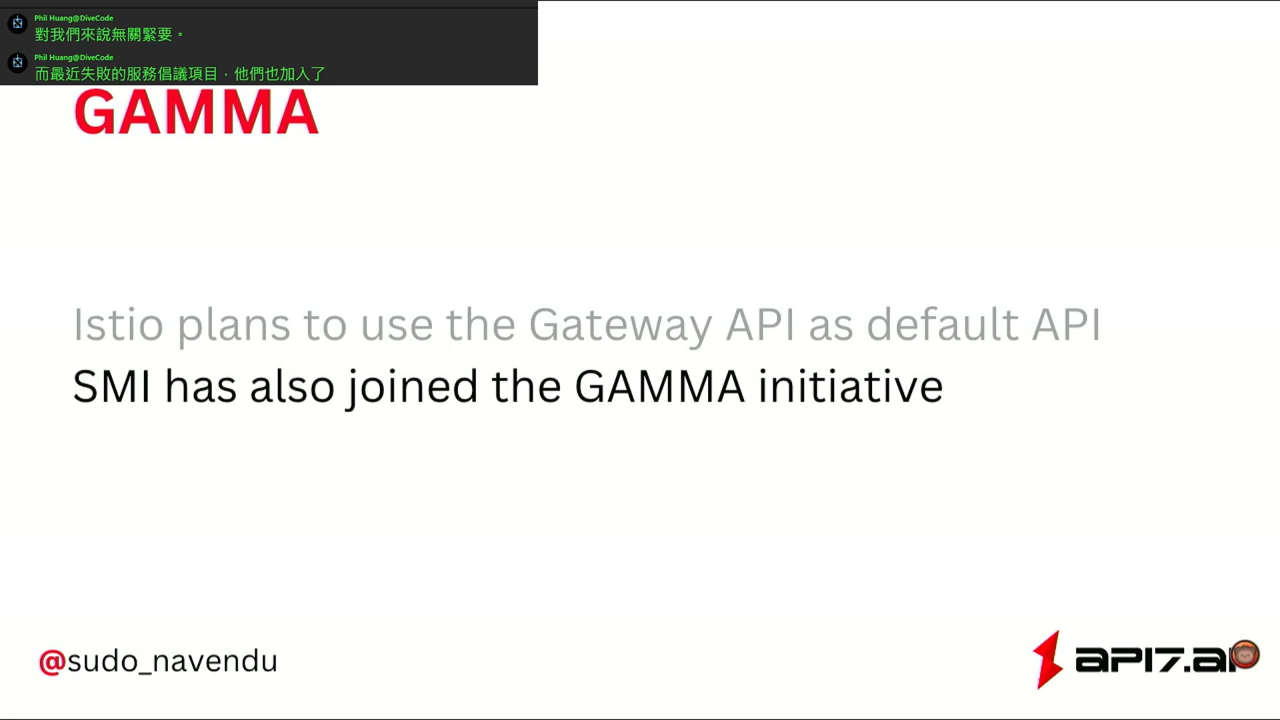 Phil Huang@DiveCode
對我們來說無關緊要。
Phil Huang@DiveCode
而最近失敗的服務倡議項目，他們也加入了
GAMMA
Istio plans to use the Gateway API as default API
SMI has also joined the GAMMA initiative
@sudo_navendu
API7.ai